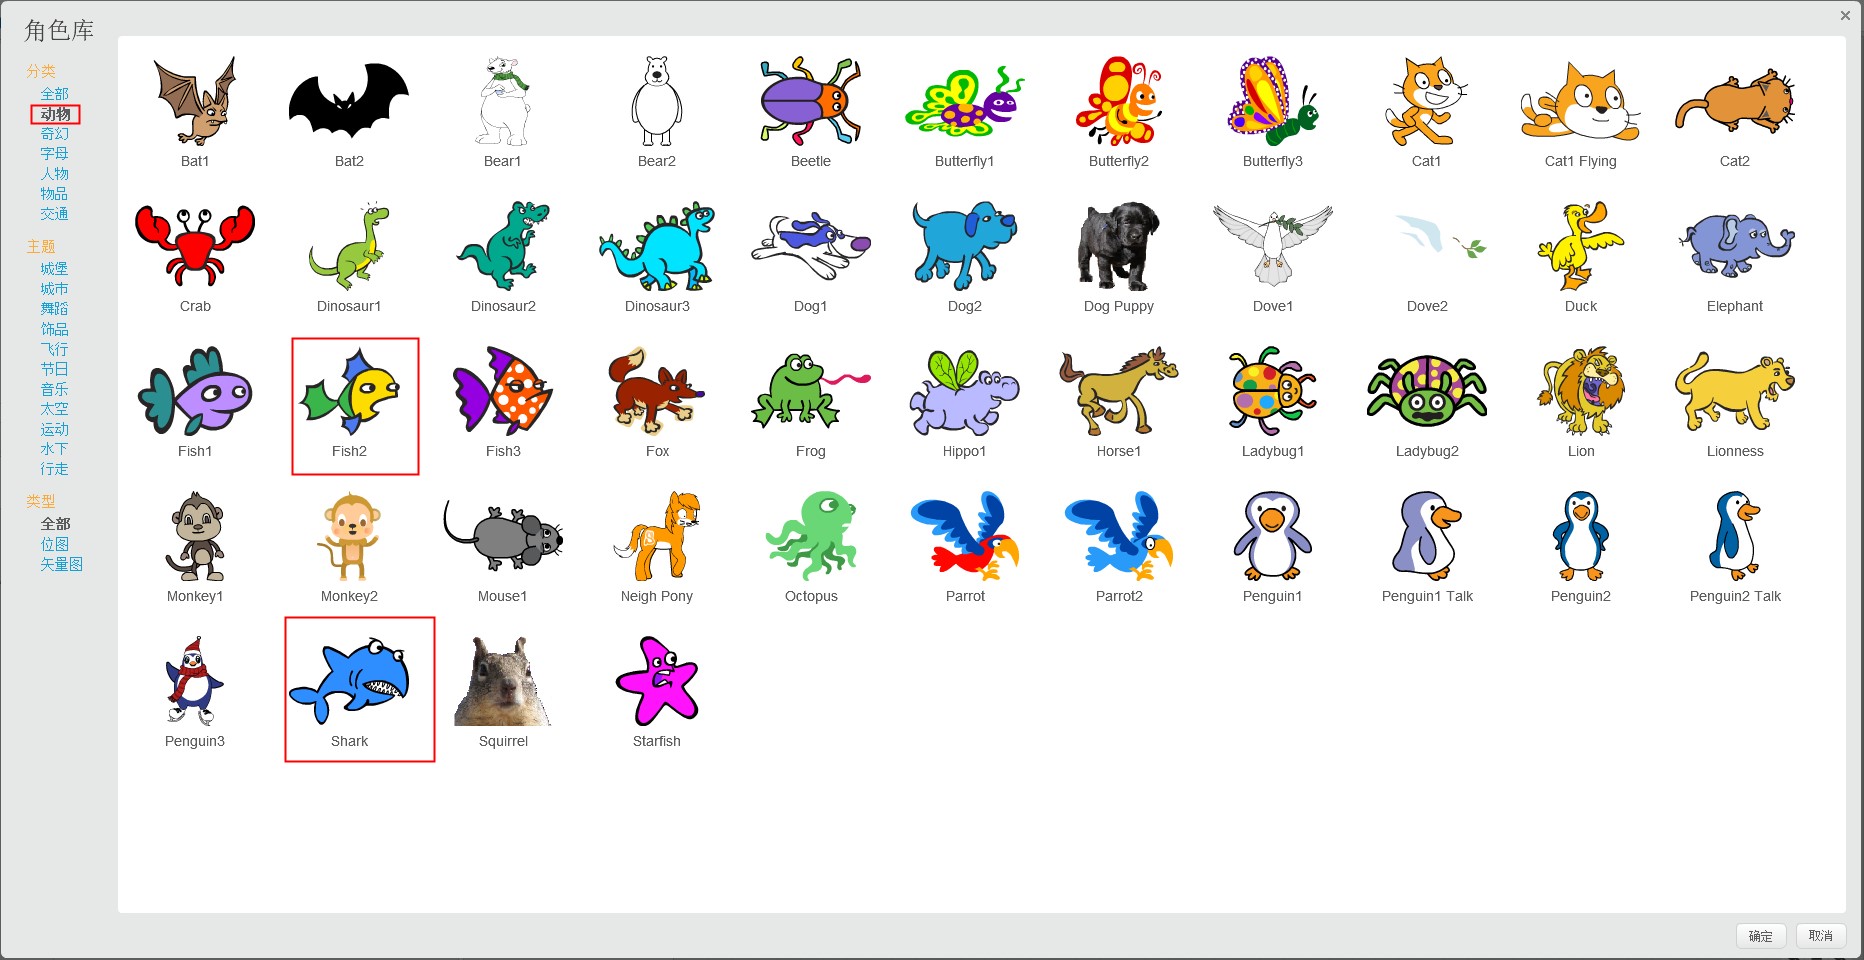 角色库
分类
全部
动物
奇幻
字母
人物
物品
交通
主题
城堡
城市
舞蹈
饰品
飞行
节日
音乐
太空
运动
水下
行走
类型
全部
位图
矢量图
Bat1 Bat2 Bear1 Bear2 Beetle Butterfly1 Butterfly2 Butterfly3 Cat1 Cat1 Flying Cat2
Crab Dinosaur1 Dinosaur2 Dinosaur3 Dog1 Dog2 Dog Puppy Dove1 Dove2 Duck Elephant
Fish1 Fish2 Fish3 Fox Frog Hippo1 Horse1 Ladybug1 Ladybug2 Lion Lionness
Monkey1 Monkey2 Mouse1 Neigh Pony Octopus Parrot Parrot2 Penguin1 Penguin1 Talk Penguin2 Penguin2 Talk
Penguin3 Shark Squirrel Starfish
确定 取消